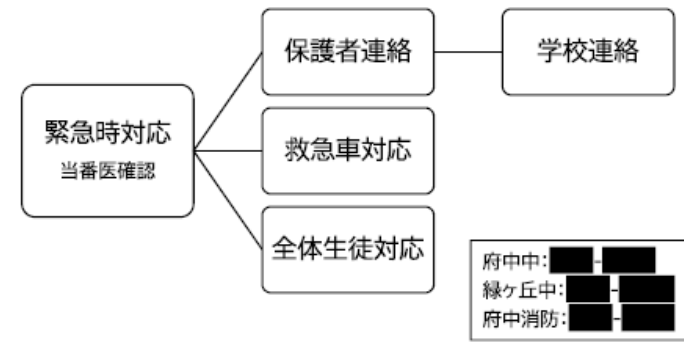 保護者連絡
学校連絡
緊急時対応
当番医確認
救急車対応
全体生徒対応
府中中: -
緑ヶ丘中: -
府中消防: -